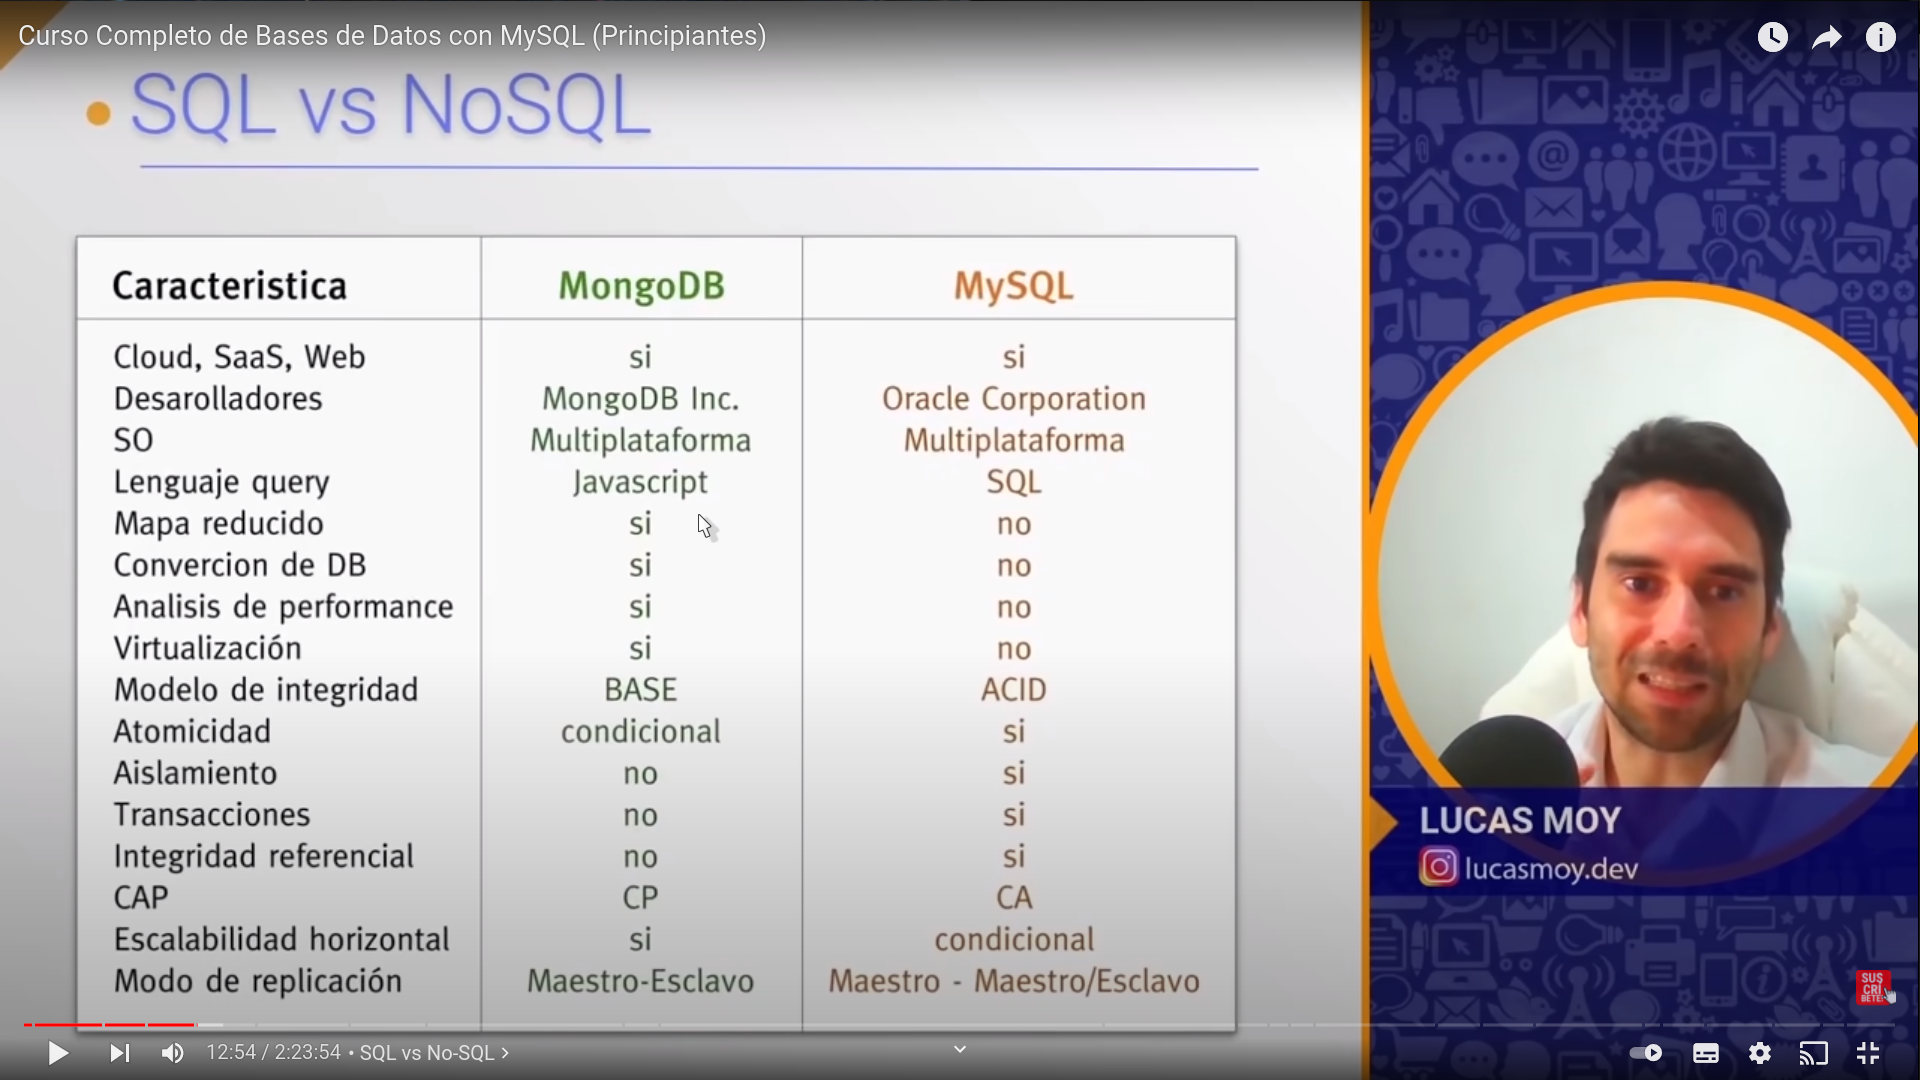 Curso Completo de Bases de Datos con MySQL (Principiantes)
SQL vs NoSQL
Caracteristica MongoDB MySQL
Cloud, SaaS, Web si si
Desarolladores MongoDB Inc. Oracle Corporation
SO Multiplataforma Multiplataforma
Lenguaje query Javascript SQL
Mapa reducido si no
Convercion de DB si no
Analisis de performance si no
Virtualización si no
Modelo de integridad BASE ACID
Atomicidad condicional si
Aislamiento no si
Transacciones no si
Integridad referencial no si
CAP CP CA
Escalabilidad horizontal si condicional
Modo de replicación Maestro-Esclavo Maestro - Maestro/Esclavo
LUCAS MOY
lucasmoy.dev
SUS
CRÍ
BETE
12:54 / 2:23:54 • SQL vs No-SQL >